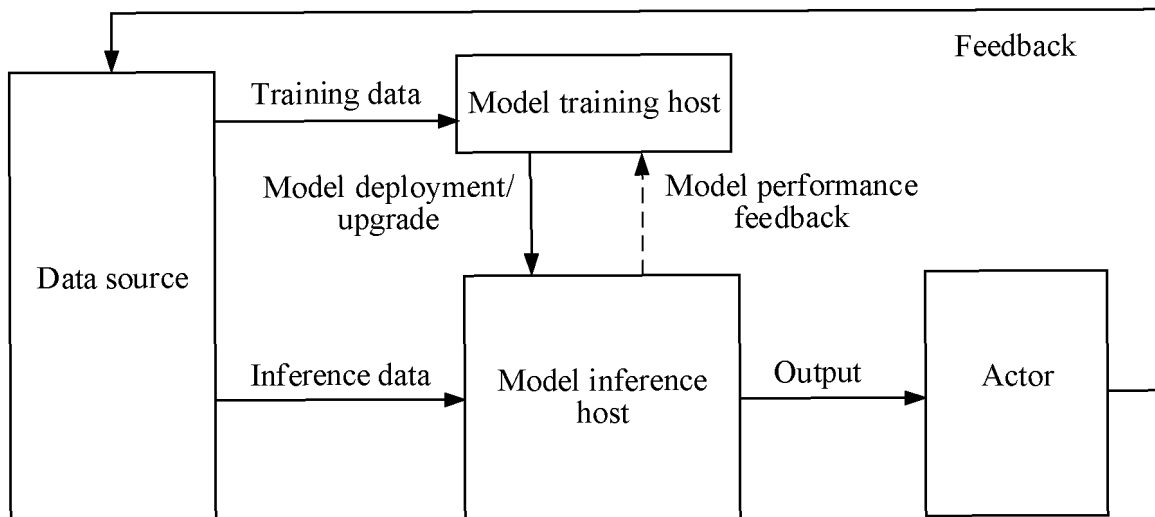 Feedback
Training data
Model training host
Model deployment/
upgrade
Model performance
feedback
Data source
Inference data
Model inference
host
Output
Actor